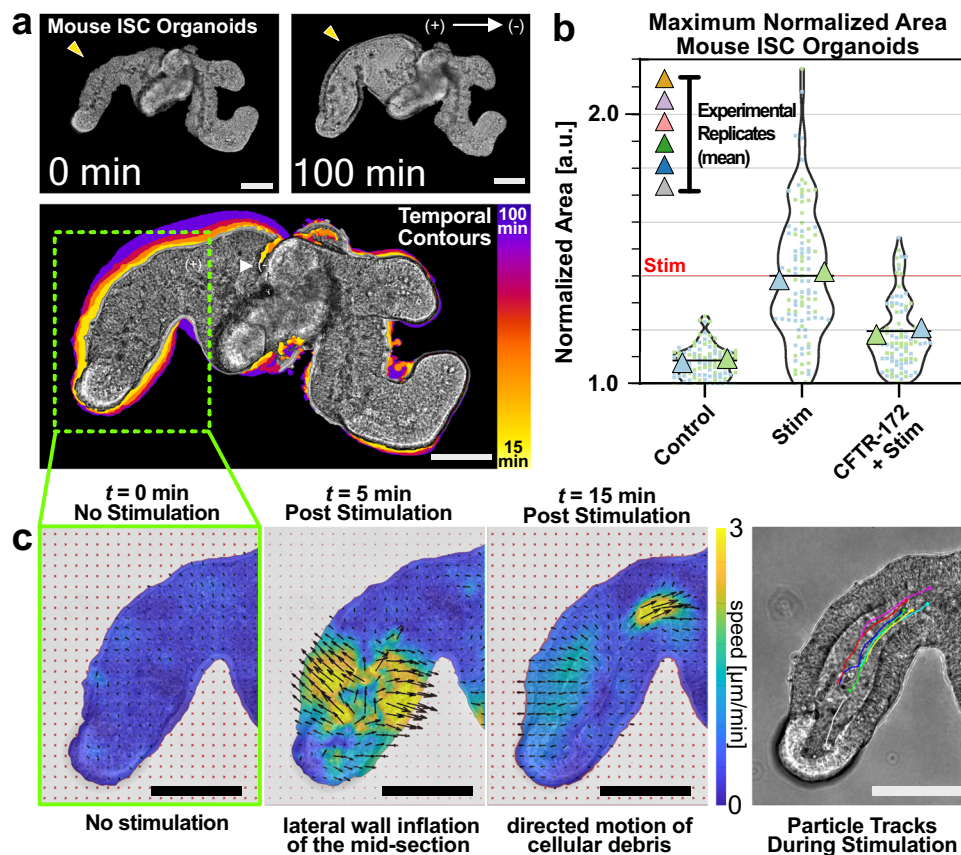 a
Mouse ISC Organoids
0 min
(+) (-)
100 min
Temporal
Contours
100
min
15
min
(+) (-)
b
Maximum Normalized Area
Mouse ISC Organoids
Normalized Area [a.u.]
2.0
1.0
Experimental
Replicates
(mean)
Stim
Control
Stim
CFTR-172
+ Stim
c
t = 0 min
No Stimulation
t = 5 min
Post Stimulation
t = 15 min
Post Stimulation
3
speed [µm/min]
0
No stimulation
lateral wall inflation
of the mid-section
directed motion of
cellular debris
Particle Tracks
During Stimulation